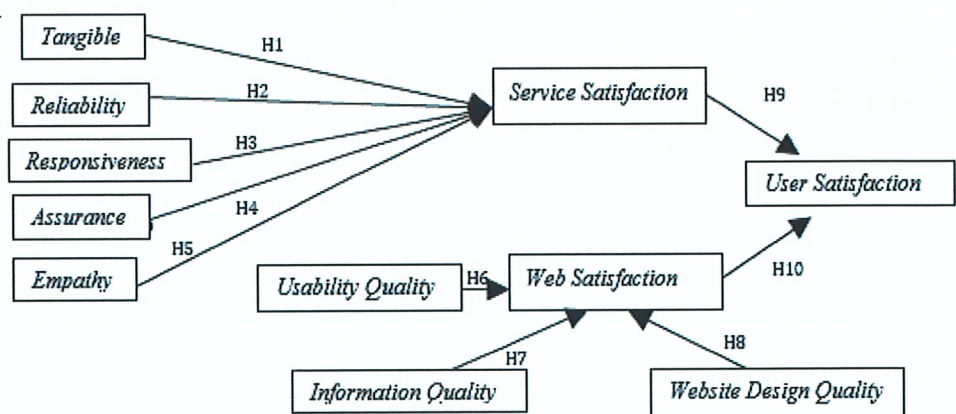 Tangible
H1
Reliability
H2
Service Satisfaction
H9
Responsiveness
H3
User Satisfaction
Assurance
H4
H5
Empathy
Usability Quality
H6
Web Satisfaction
H10
H7
H8
Information Quality
Website Design Quality